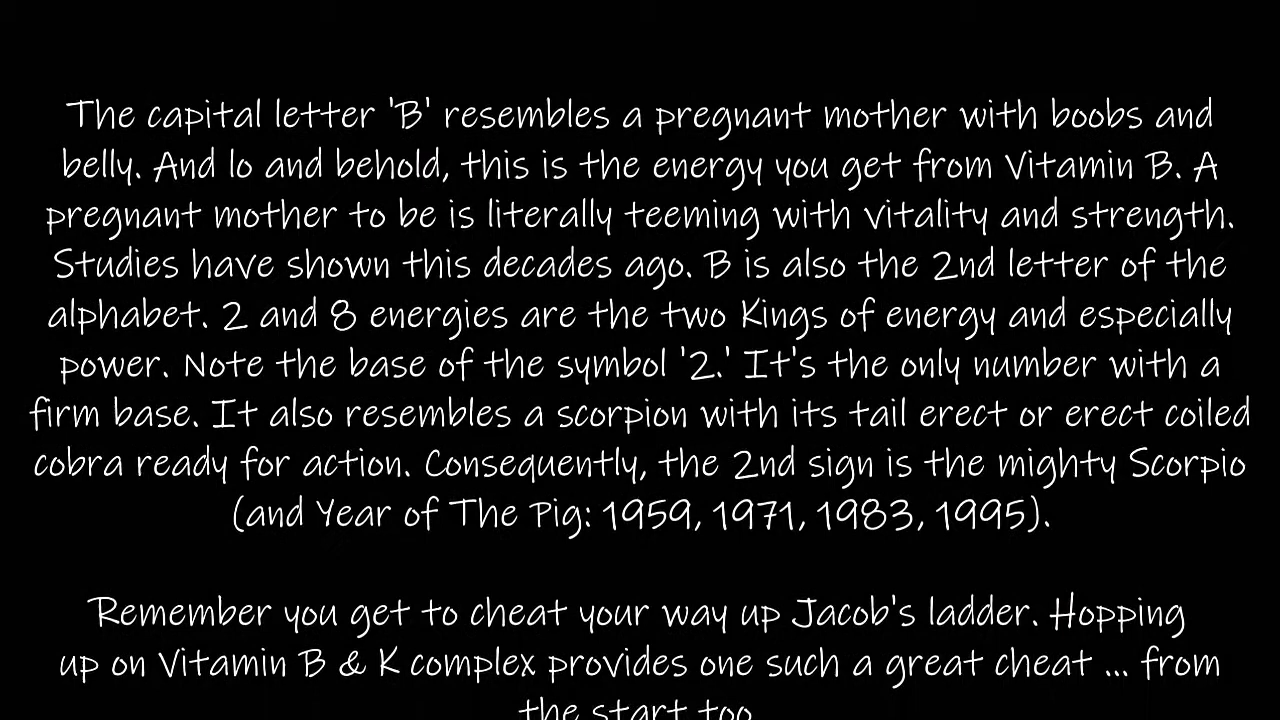 The capital letter 'B' resembles a pregnant mother with boobs and
belly. And lo and behold, this is the energy you get from Vitamin B. A
pregnant mother to be is literally teeming with vitality and strength.
Studies have shown this decades ago. B is also the 2nd letter of the
alphabet. 2 and 8 energies are the two Kings of energy and especially
power. Note the base of the symbol '2.' It's the only number with a
firm base. It also resembles a scorpion with its tail erect or erect coiled
cobra ready for action. Consequently, the 2nd sign is the mighty Scorpio
(and Year of The Pig: 1959, 1971, 1983, 1995).
Remember you get to cheat your way up Jacob's ladder. Hopping
up on Vitamin B & K complex provides one such a great cheat ... from
the start too